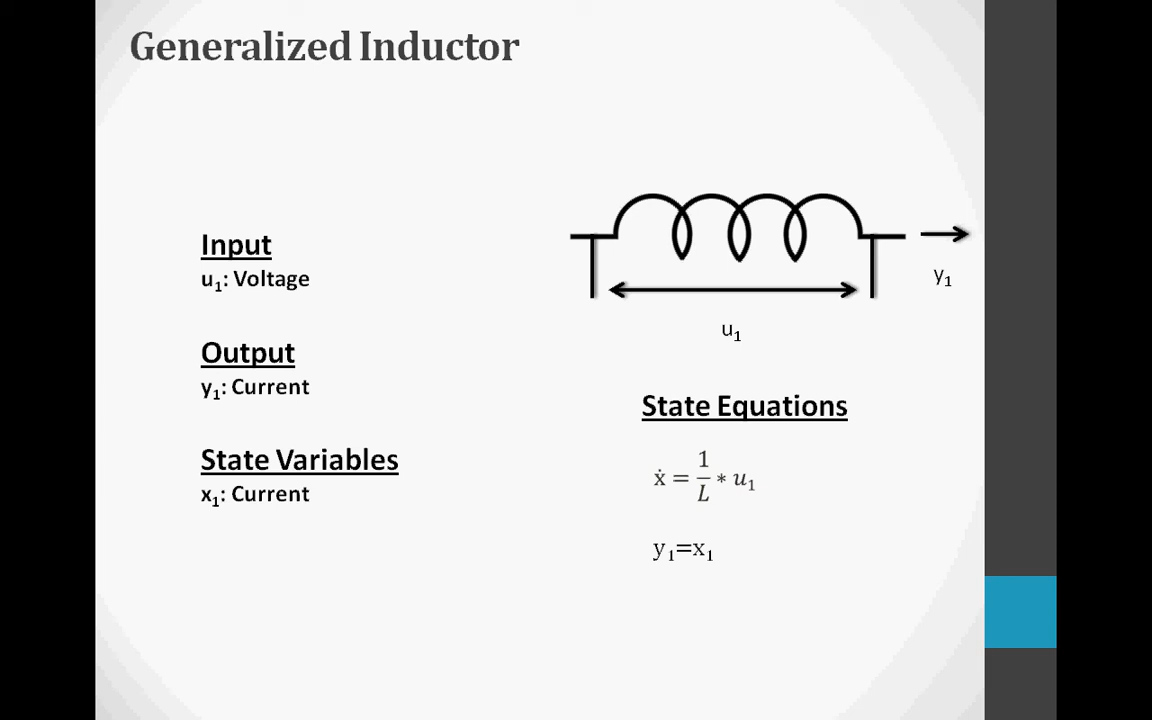 Generalized Inductor
Input
u₁: Voltage
Output
y₁: Current
State Variables
x₁: Current
y₁
u₁
State Equations
ẋ = 1/L * u₁
y₁=x₁